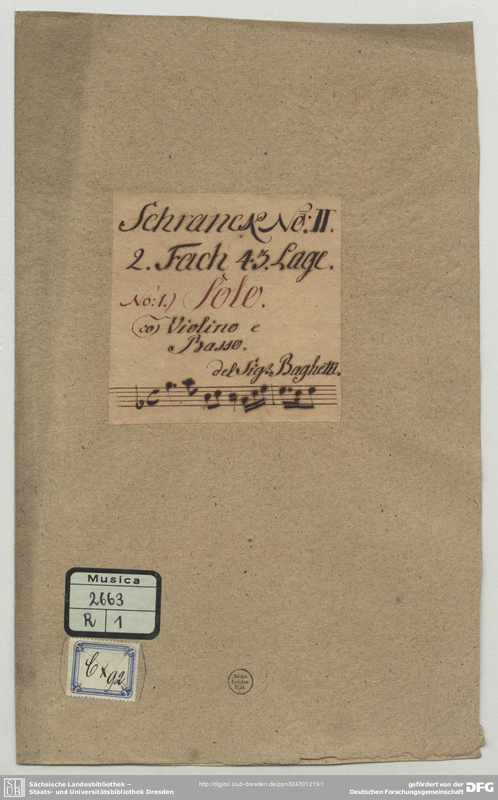 Schranck No: II.
2. Fach 43. Lage.
No: 1.) Solo.
co) Violino e
Basso.
del Sigr. Baghetti.
Musica
2663
R 1
Cx 92
Sächsische Landesbibliothek –
Staats- und Universitätsbibliothek Dresden
http://digital.slub-dresden.de/ppn324301219/1
gefördert von der
Deutschen Forschungsgemeinschaft
DFG
SLUB